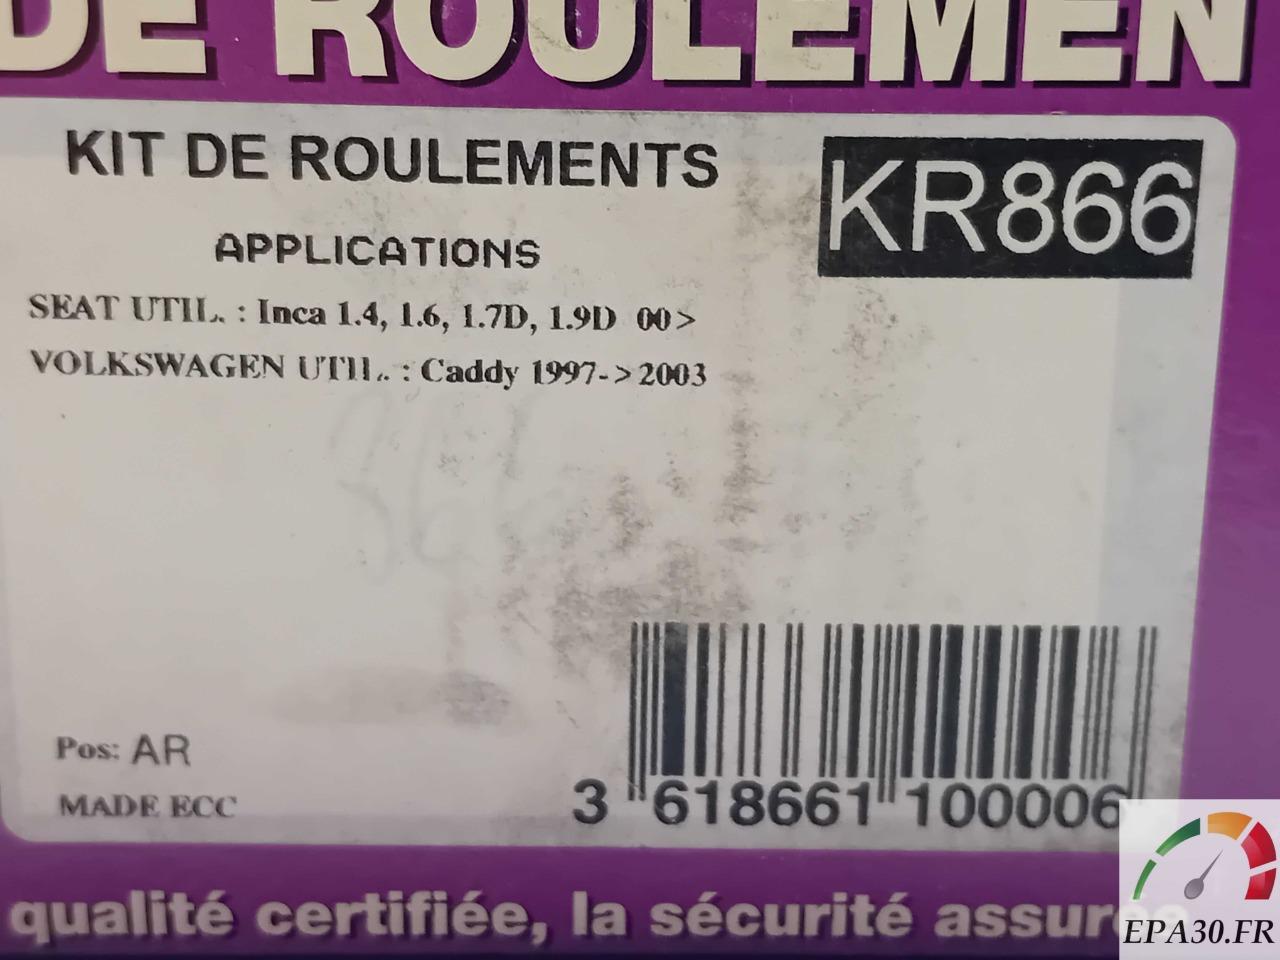 DE ROULEMEN
KIT DE ROULEMENTS
KR866
APPLICATIONS
SEAT UTIL. : Inca 1.4, 1.6, 1.7D, 1.9D 00>
VOLKSWAGEN UTIL. : Caddy 1997->2003
Pos: AR
MADE ECC
3 618661 100006
qualité certifiée, la sécurité assurée
EPA30.FR